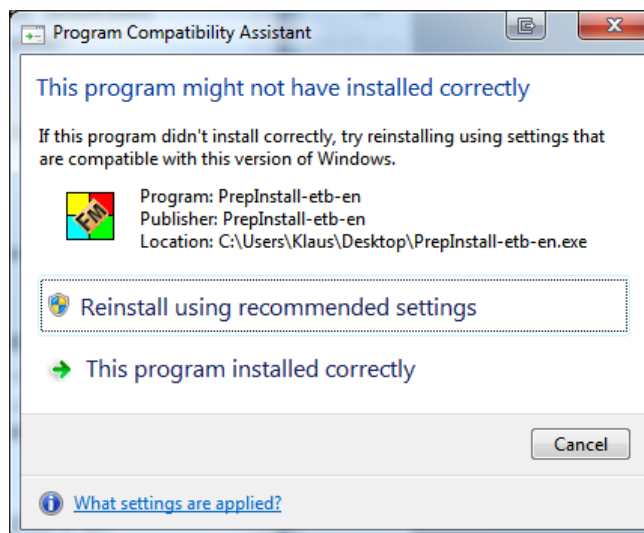 Program Compatibility Assistant
This program might not have installed correctly
If this program didn't install correctly, try reinstalling using settings that
are compatible with this version of Windows.
FM
Program: PrepInstall-etb-en
Publisher: PrepInstall-etb-en
Location: C:\Users\Klaus\Desktop\PrepInstall-etb-en.exe
Reinstall using recommended settings
This program installed correctly
Cancel
What settings are applied?